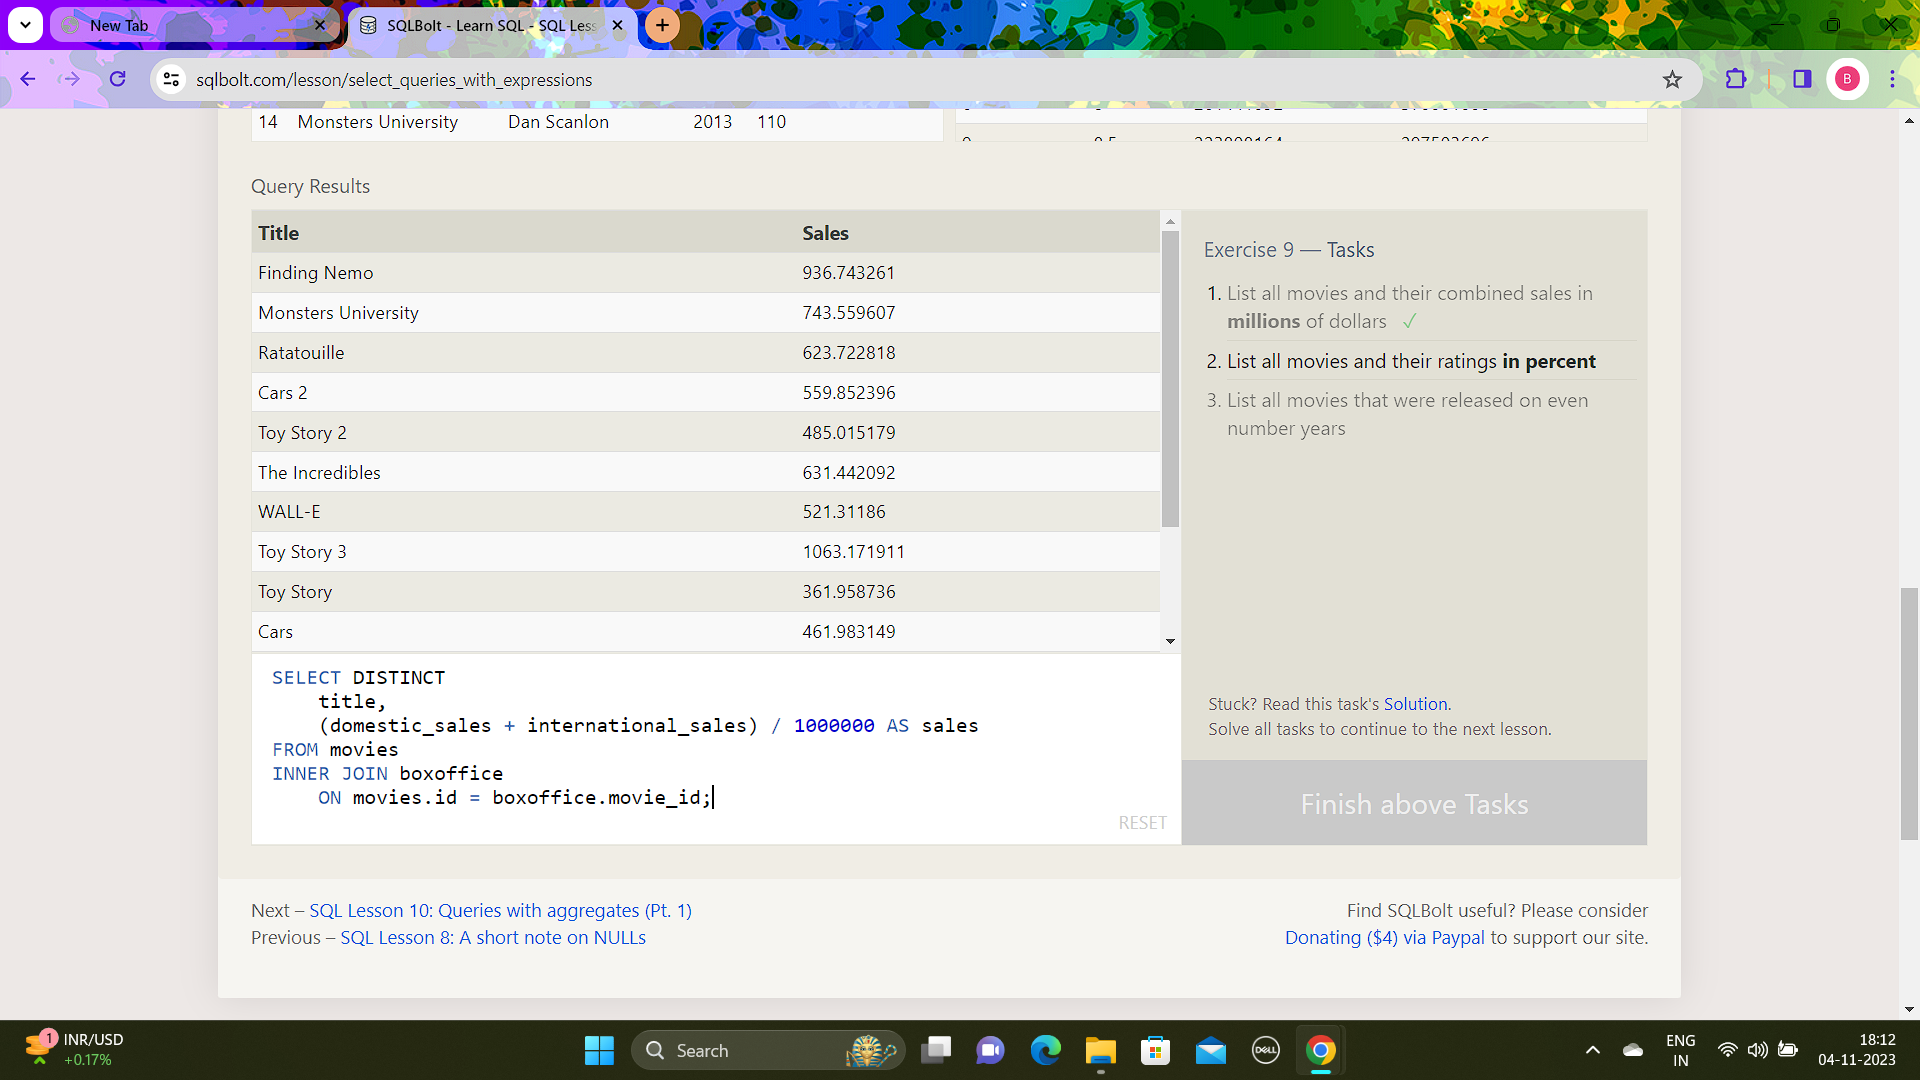 New Tab
SQLBolt - Learn SQL - SQL Less
sqlbolt.com/lesson/select_queries_with_expressions
B
14 Monsters University Dan Scanlon 2013 110
Query Results
Title Sales
Finding Nemo 936.743261
Monsters University 743.559607
Ratatouille 623.722818
Cars 2 559.852396
Toy Story 2 485.015179
The Incredibles 631.442092
WALL-E 521.31186
Toy Story 3 1063.171911
Toy Story 361.958736
Cars 461.983149
SELECT DISTINCT
title,
(domestic_sales + international_sales) / 1000000 AS sales
FROM movies
INNER JOIN boxoffice
ON movies.id = boxoffice.movie_id;
RESET
Exercise 9 — Tasks
1. List all movies and their combined sales in
millions of dollars ✓
2. List all movies and their ratings in percent
3. List all movies that were released on even
number years
Stuck? Read this task's Solution.
Solve all tasks to continue to the next lesson.
Finish above Tasks
Next – SQL Lesson 10: Queries with aggregates (Pt. 1)
Previous – SQL Lesson 8: A short note on NULLs
Find SQLBolt useful? Please consider
Donating ($4) via Paypal to support our site.
1
INR/USD
+0.17%
Search
DELL
ENG
IN
18:12
04-11-2023